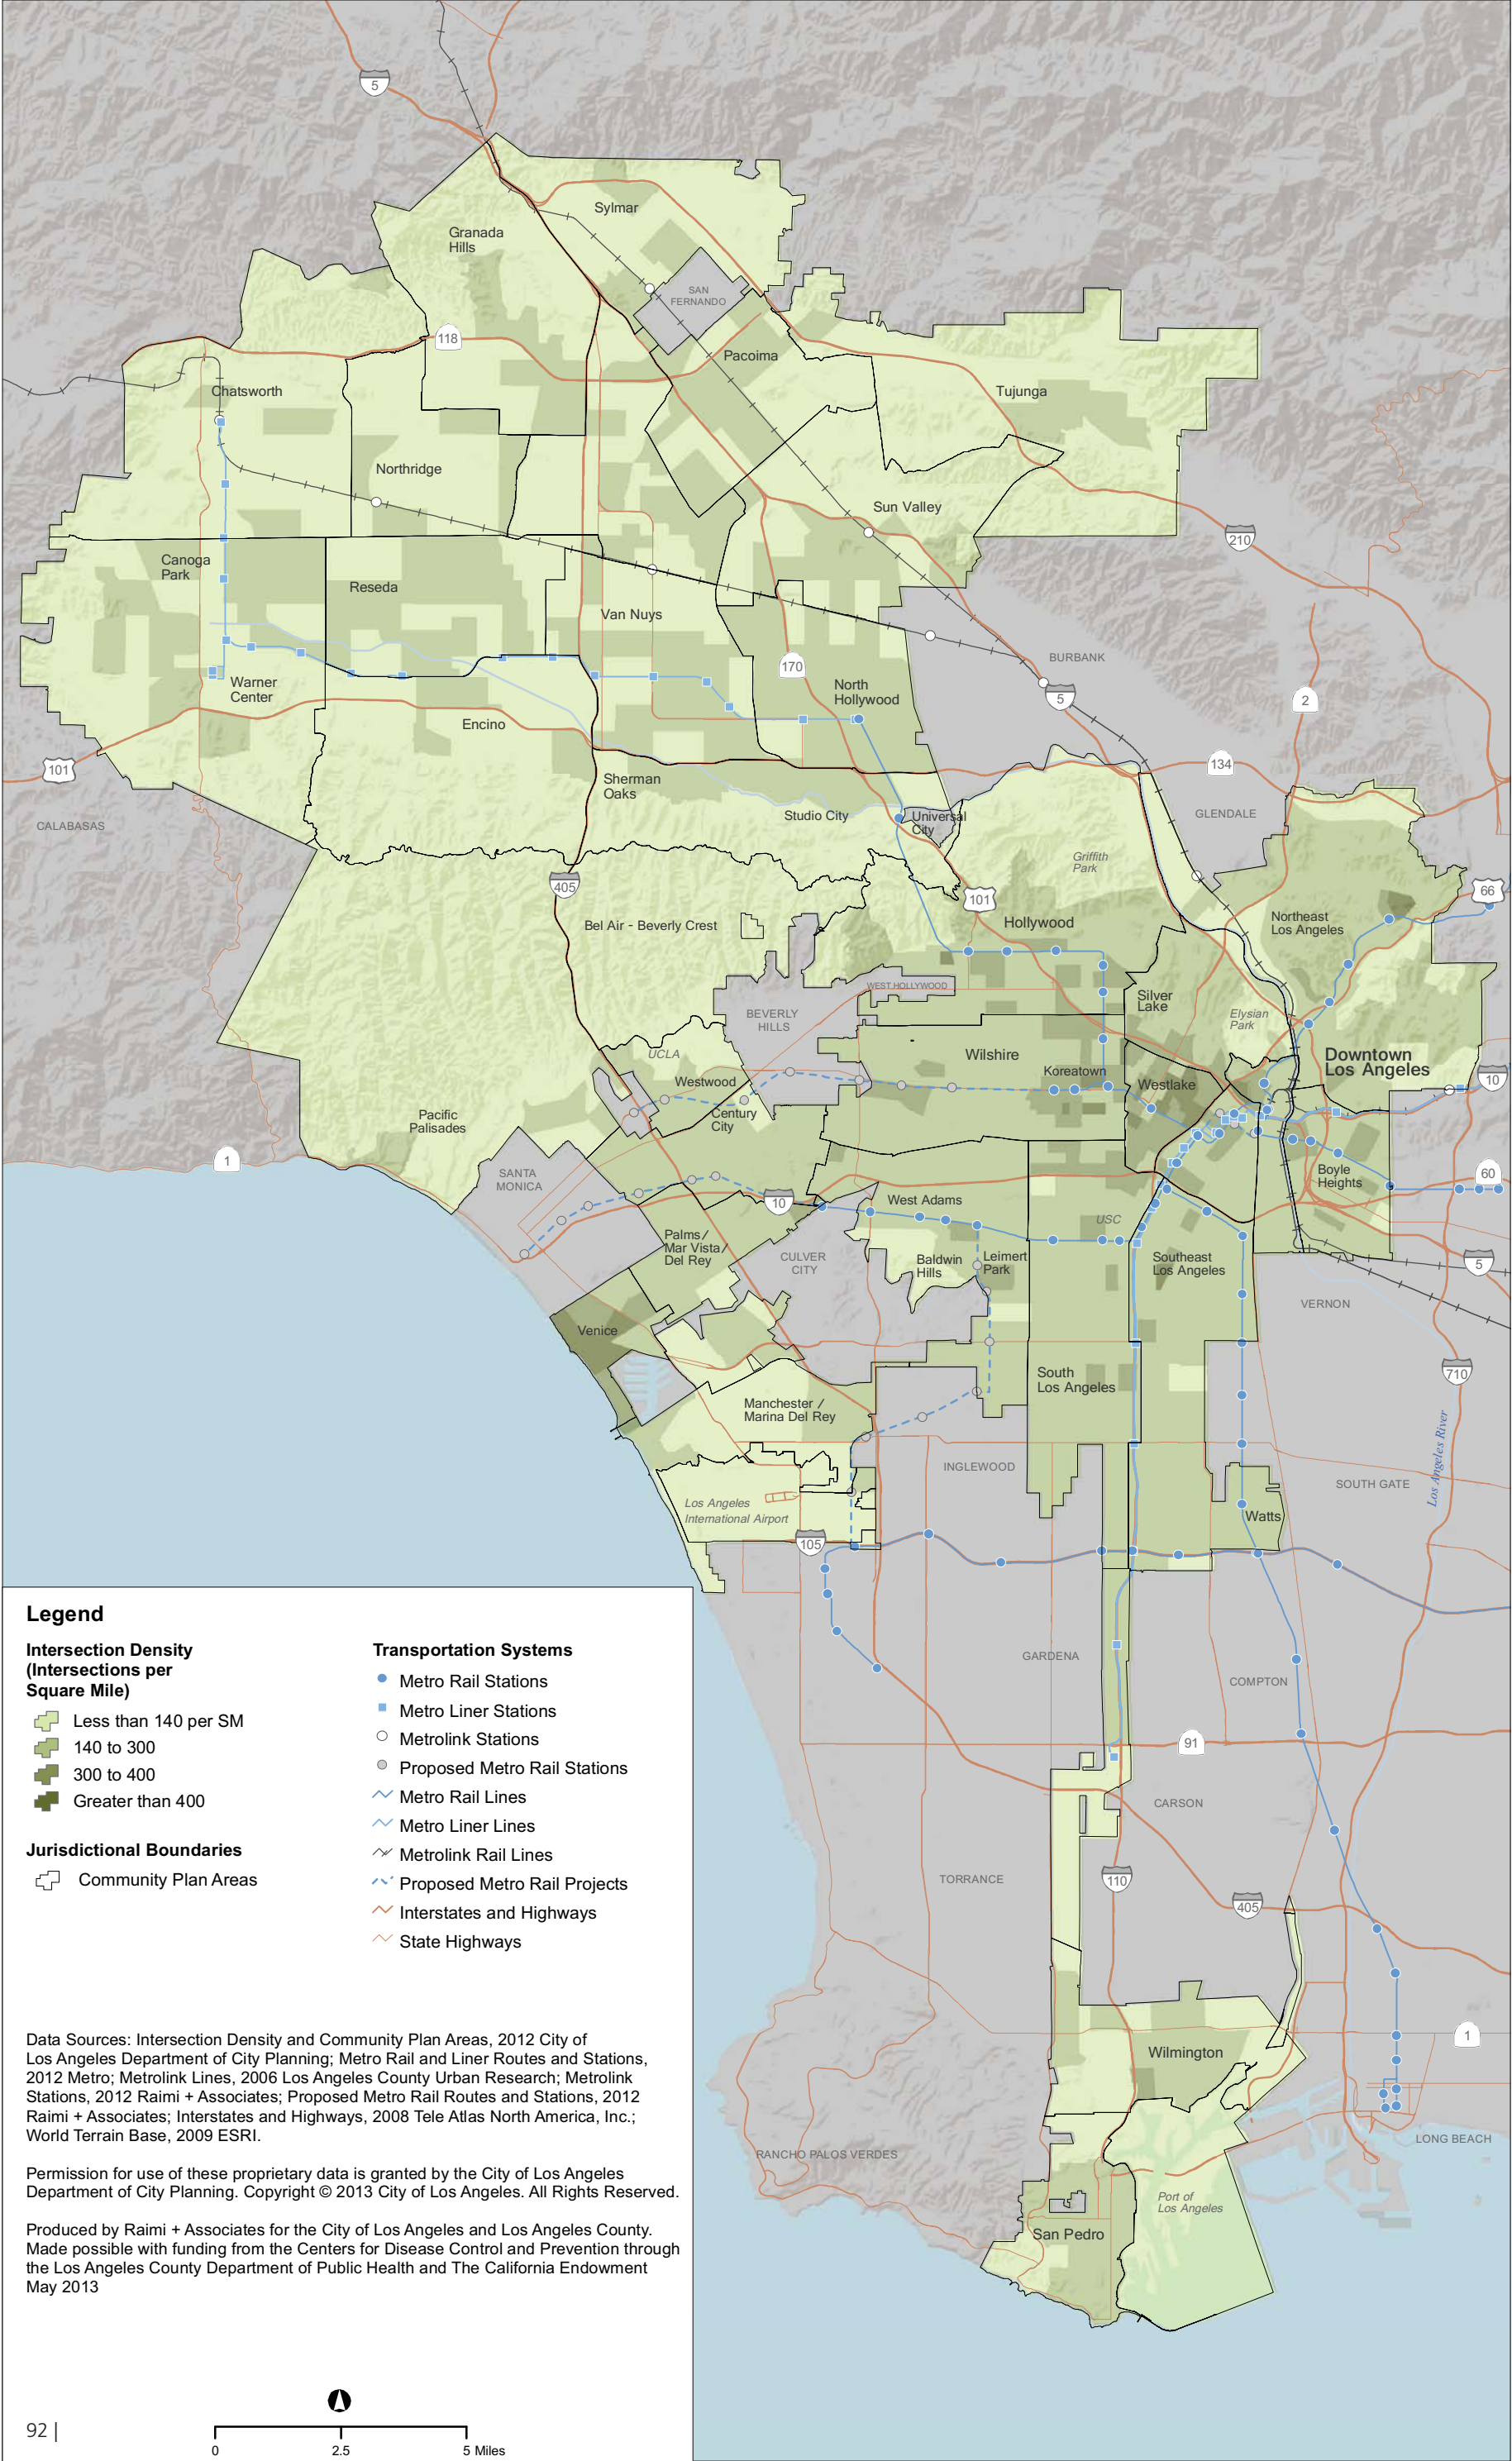 5
Sylmar
Granada
Hills
SAN
FERNANDO
118
Pacoima
Chatsworth
Tujunga
Northridge
Sun Valley
210
Canoga
Park
Reseda
Van Nuys
BURBANK
170
5
2
Warner
Center
North
Hollywood
Encino
101
134
Sherman
Oaks
Studio City
Universal
City
GLENDALE
CALABASAS
Griffith
Park
405
101
66
Bel Air - Beverly Crest
Hollywood
Northeast
Los Angeles
WEST HOLLYWOOD
BEVERLY
HILLS
Silver
Lake
Elysian
Park
UCLA
Wilshire
Downtown
Los Angeles
Westwood
Koreatown
Westlake
10
Century
City
Pacific
Palisades
1
SANTA
MONICA
Boyle
Heights
60
10
West Adams
USC
Palms/
Mar Vista/
Del Rey
CULVER
CITY
Baldwin
Hills
Leimert
Park
Southeast
Los Angeles
5
VERNON
Venice
South
Los Angeles
710
Manchester /
Marina Del Rey
INGLEWOOD
SOUTH GATE
Los Angeles River
Los Angeles
International Airport
Watts
105
GARDENA
COMPTON
91
CARSON
TORRANCE
110
405
Wilmington
1
RANCHO PALOS VERDES
LONG BEACH
Port of
Los Angeles
San Pedro
Legend
Intersection Density
(Intersections per
Square Mile)
Less than 140 per SM
140 to 300
300 to 400
Greater than 400
Jurisdictional Boundaries
Community Plan Areas
Transportation Systems
Metro Rail Stations
Metro Liner Stations
Metrolink Stations
Proposed Metro Rail Stations
Metro Rail Lines
Metro Liner Lines
Metrolink Rail Lines
Proposed Metro Rail Projects
Interstates and Highways
State Highways
Data Sources: Intersection Density and Community Plan Areas, 2012 City of
Los Angeles Department of City Planning; Metro Rail and Liner Routes and Stations,
2012 Metro; Metrolink Lines, 2006 Los Angeles County Urban Research; Metrolink
Stations, 2012 Raimi + Associates; Proposed Metro Rail Routes and Stations, 2012
Raimi + Associates; Interstates and Highways, 2008 Tele Atlas North America, Inc.;
World Terrain Base, 2009 ESRI.
Permission for use of these proprietary data is granted by the City of Los Angeles
Department of City Planning. Copyright © 2013 City of Los Angeles. All Rights Reserved.
Produced by Raimi + Associates for the City of Los Angeles and Los Angeles County.
Made possible with funding from the Centers for Disease Control and Prevention through
the Los Angeles County Department of Public Health and The California Endowment
May 2013
92 |
0 2.5 5 Miles